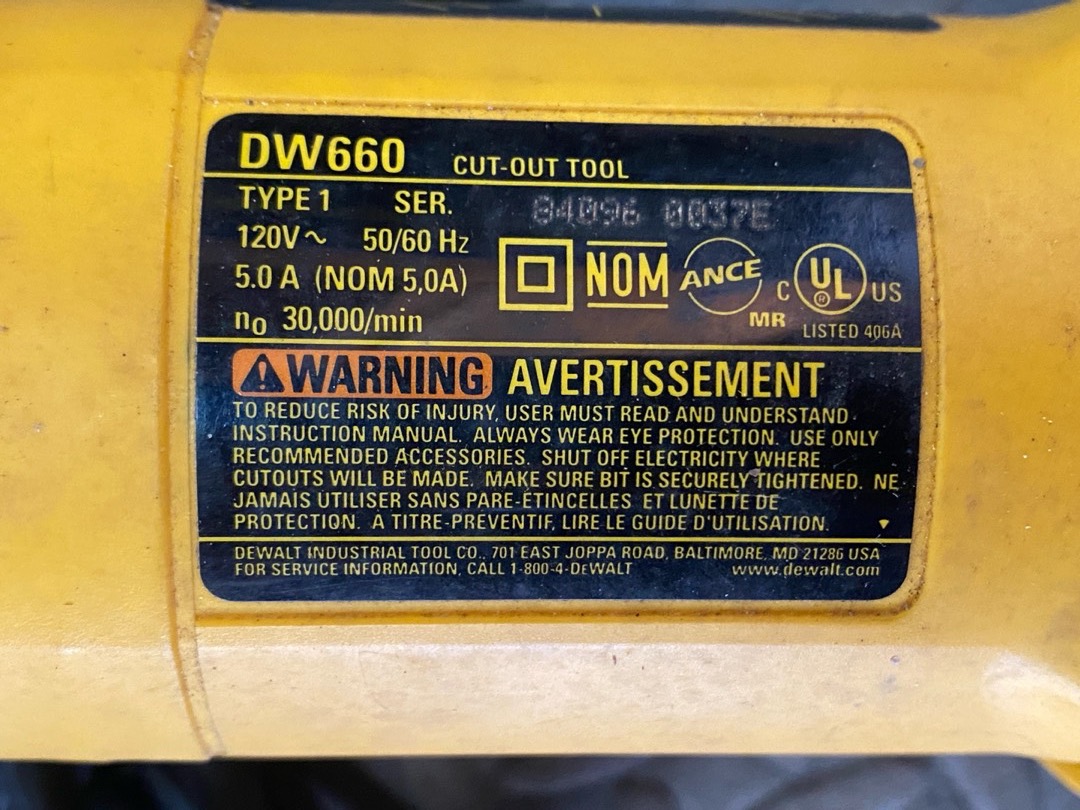 DW660 CUT-OUT TOOL
TYPE 1 SER. 84096 0037E
120V~ 50/60 Hz
5.0 A (NOM 5,0A)
NOM ANCE MR
C UL® US
n₀ 30,000/min
LISTED 406A
⚠WARNING AVERTISSEMENT
TO REDUCE RISK OF INJURY, USER MUST READ AND UNDERSTAND
INSTRUCTION MANUAL. ALWAYS WEAR EYE PROTECTION. USE ONLY
RECOMMENDED ACCESSORIES. SHUT OFF ELECTRICITY WHERE
CUTOUTS WILL BE MADE. MAKE SURE BIT IS SECURELY TIGHTENED. NE
JAMAIS UTILISER SANS PARE-ÉTINCELLES ET LUNETTE DE
PROTECTION. A TITRE-PREVENTIF, LIRE LE GUIDE D'UTILISATION.
DEWALT INDUSTRIAL TOOL CO., 701 EAST JOPPA ROAD, BALTIMORE, MD 21286 USA
FOR SERVICE INFORMATION, CALL 1-800-4-DEWALT www.dewalt.com